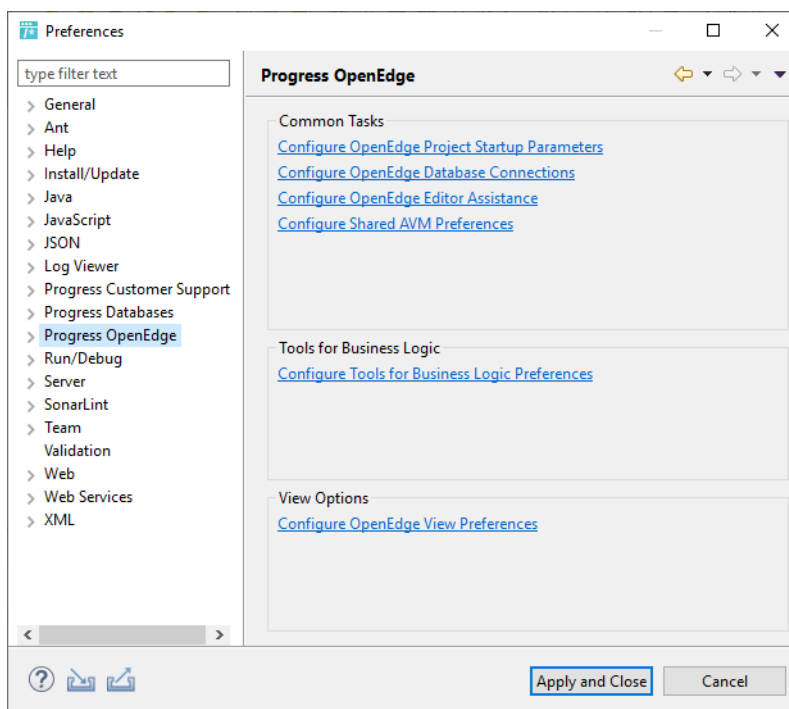 Preferences
type filter text
General
Ant
Help
Install/Update
Java
JavaScript
JSON
Log Viewer
Progress Customer Support
Progress Databases
Progress OpenEdge
Run/Debug
Server
SonarLint
Team
Validation
Web
Web Services
XML
Progress OpenEdge
Common Tasks
Configure OpenEdge Project Startup Parameters
Configure OpenEdge Database Connections
Configure OpenEdge Editor Assistance
Configure Shared AVM Preferences
Tools for Business Logic
Configure Tools for Business Logic Preferences
View Options
Configure OpenEdge View Preferences
Apply and Close
Cancel